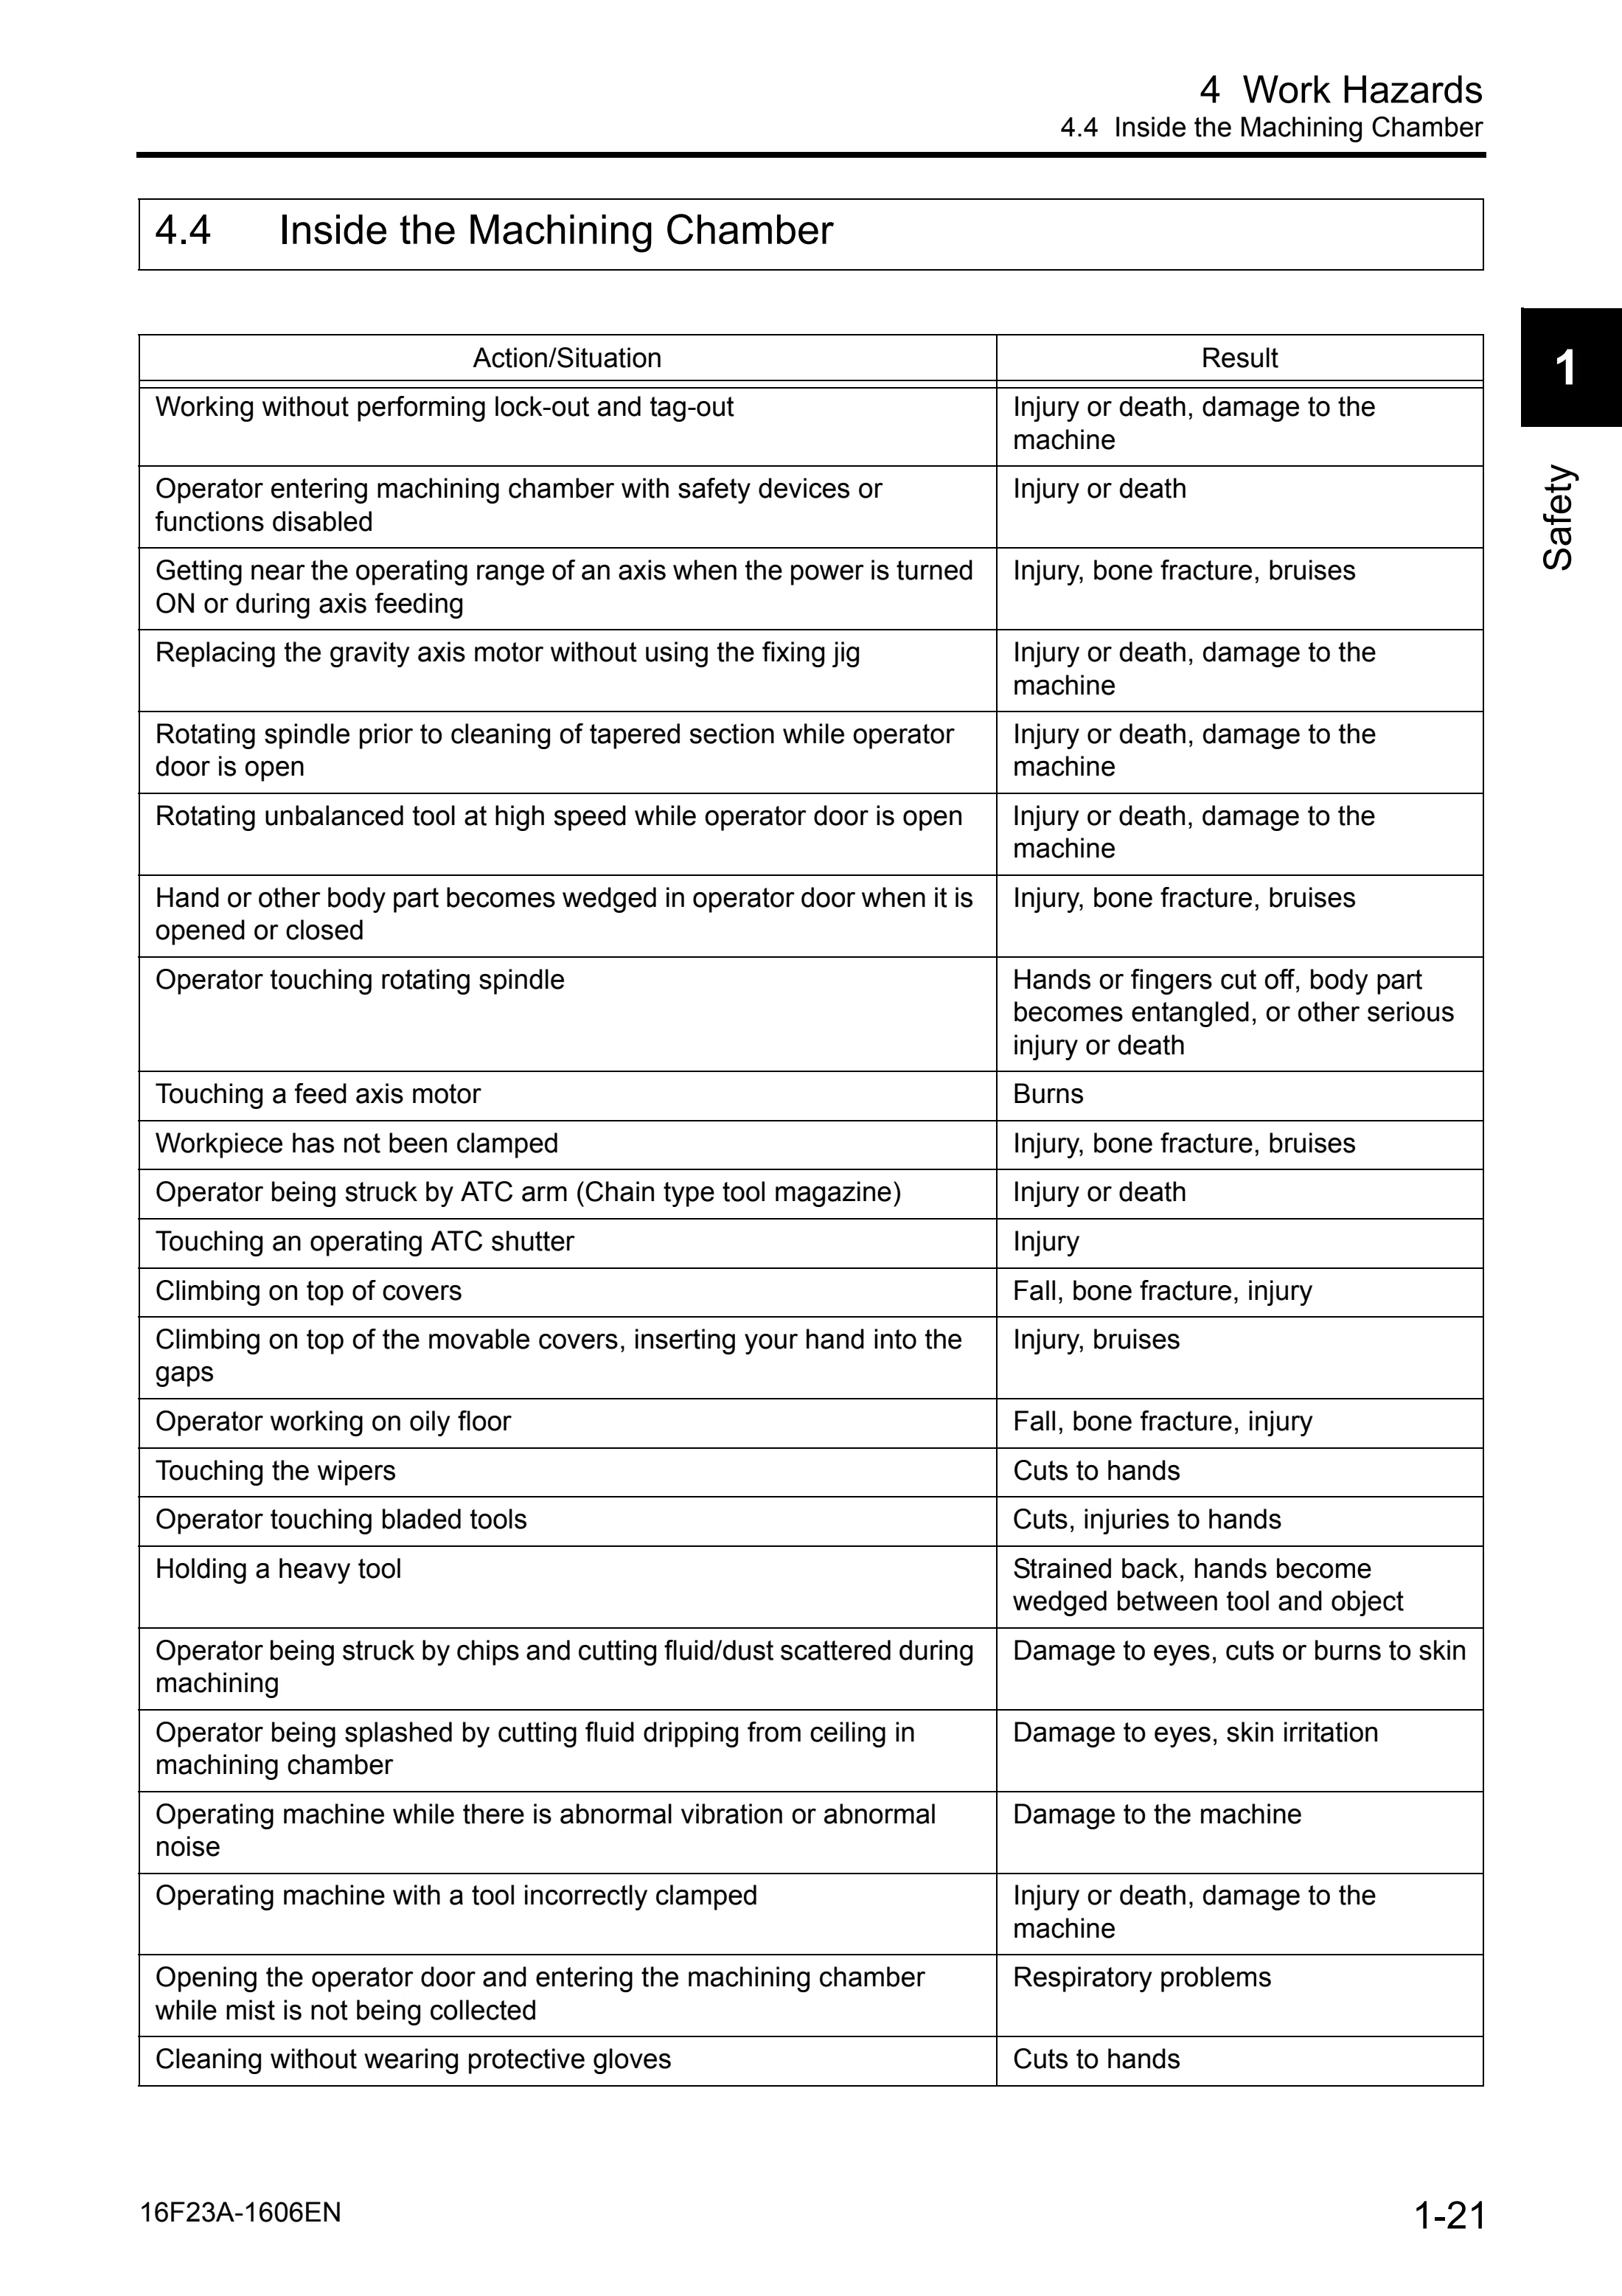 4 Work Hazards
4.4 Inside the Machining Chamber
4.4 Inside the Machining Chamber
1
Safety
Action/Situation Result
Working without performing lock-out and tag-out Injury or death, damage to the
machine
Operator entering machining chamber with safety devices or Injury or death
functions disabled
Getting near the operating range of an axis when the power is turned Injury, bone fracture, bruises
ON or during axis feeding
Replacing the gravity axis motor without using the fixing jig Injury or death, damage to the
machine
Rotating spindle prior to cleaning of tapered section while operator Injury or death, damage to the
door is open machine
Rotating unbalanced tool at high speed while operator door is open Injury or death, damage to the
machine
Hand or other body part becomes wedged in operator door when it is Injury, bone fracture, bruises
opened or closed
Operator touching rotating spindle Hands or fingers cut off, body part
becomes entangled, or other serious
injury or death
Touching a feed axis motor Burns
Workpiece has not been clamped Injury, bone fracture, bruises
Operator being struck by ATC arm (Chain type tool magazine) Injury or death
Touching an operating ATC shutter Injury
Climbing on top of covers Fall, bone fracture, injury
Climbing on top of the movable covers, inserting your hand into the Injury, bruises
gaps
Operator working on oily floor Fall, bone fracture, injury
Touching the wipers Cuts to hands
Operator touching bladed tools Cuts, injuries to hands
Holding a heavy tool Strained back, hands become
wedged between tool and object
Operator being struck by chips and cutting fluid/dust scattered during Damage to eyes, cuts or burns to skin
machining
Operator being splashed by cutting fluid dripping from ceiling in Damage to eyes, skin irritation
machining chamber
Operating machine while there is abnormal vibration or abnormal Damage to the machine
noise
Operating machine with a tool incorrectly clamped Injury or death, damage to the
machine
Opening the operator door and entering the machining chamber Respiratory problems
while mist is not being collected
Cleaning without wearing protective gloves Cuts to hands
16F23A-1606EN 1-21